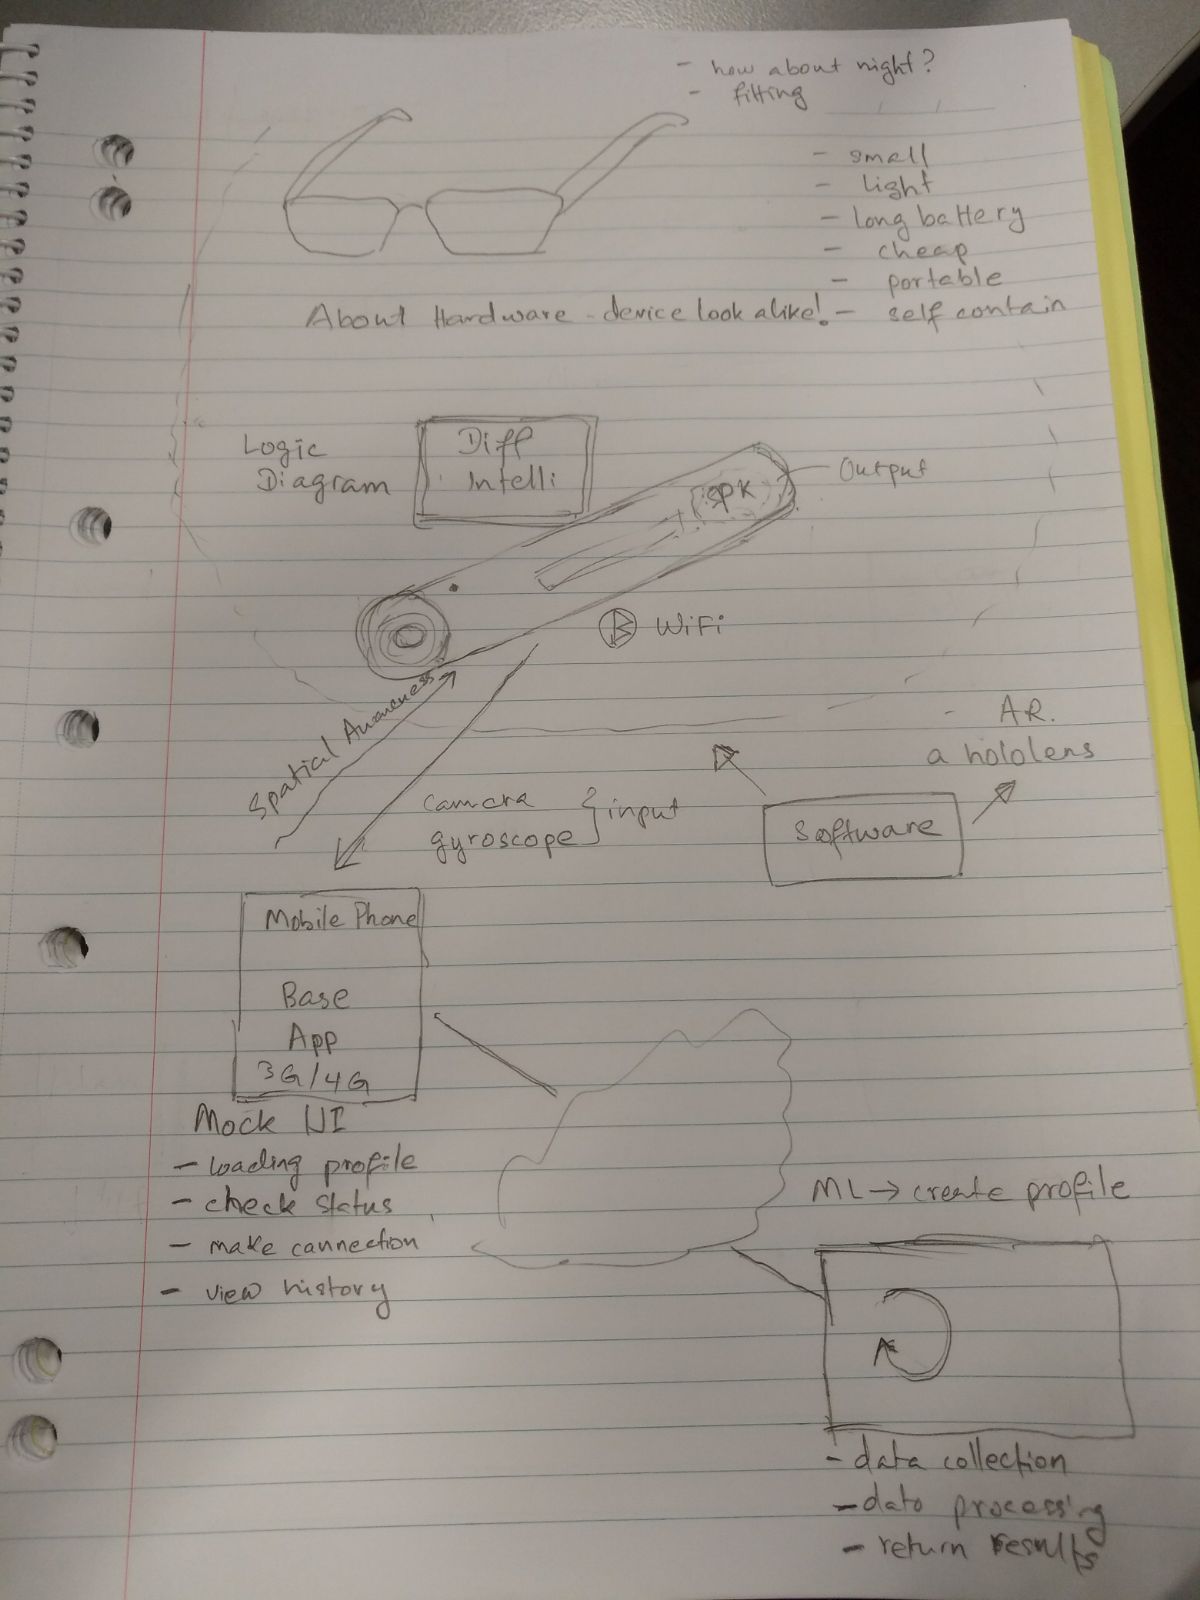 - how about night?
- fitting
- small
- light
- long battery
- cheap
- portable
- self contain
About Hardware - device look alike!
Logic
Diagram
Diff
Intelli
SPK
Output
WiFi
Spatial Awareness
camera
gyroscope
input
- AR.
a hololens
Software
Mobile Phone
Base
App
3G/4G
Mock UI
- loading profile
- check status
- make cannection
- view history
ML → create profile
- data collection
- data processing
- return results